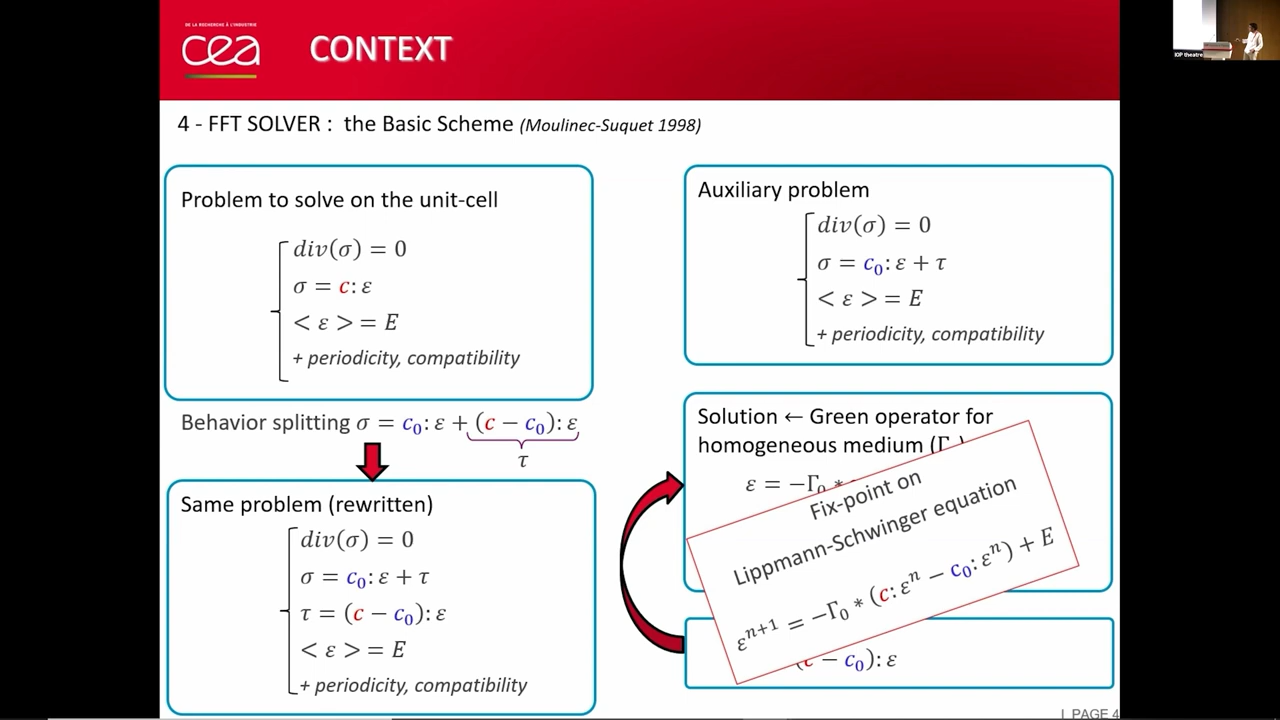 DE LA RECHERCHE À L'INDUSTRIE
cea
CONTEXT
IOP theatre
4 - FFT SOLVER : the Basic Scheme (Moulinec-Suquet 1998)
Problem to solve on the unit-cell
div(σ) = 0
σ = c: ε
< ε > = E
+ periodicity, compatibility
Behavior splitting σ = c₀: ε + (c − c₀): ε
τ
Same problem (rewritten)
div(σ) = 0
σ = c₀: ε + τ
τ = (c − c₀): ε
< ε > = E
+ periodicity, compatibility
Auxiliary problem
div(σ) = 0
σ = c₀: ε + τ
< ε > = E
+ periodicity, compatibility
Solution ← Green operator for
homogeneous medium (Γ
ε = −Γ₀ *
Fix-point on
Lippmann-Schwinger equation
εⁿ⁺¹ = −Γ₀ * (c: εⁿ − c₀: εⁿ) + E
(c − c₀): ε
| PAGE 4